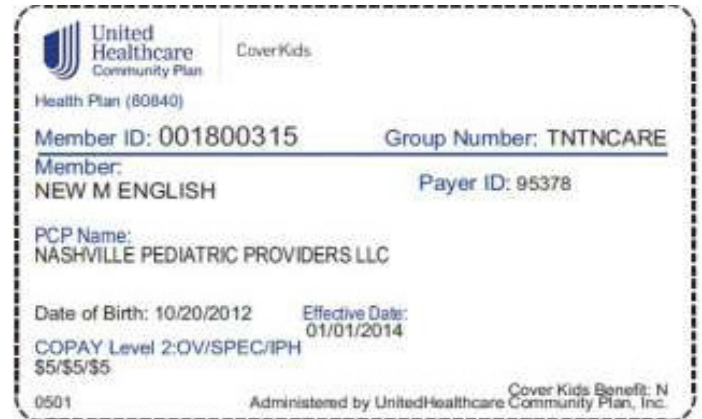 United
Healthcare
Community Plan
CoverKids
Health Plan (80840)
Member ID: 001800315 Group Number: TNTNCARE
Member:
NEW M ENGLISH
Payer ID: 95378
PCP Name:
NASHVILLE PEDIATRIC PROVIDERS LLC
Date of Birth: 10/20/2012 Effective Date:
01/01/2014
COPAY Level 2:OV/SPEC/IPH
$5/$5/$5
Cover Kids Benefit: N
0501 Administered by UnitedHealthcare Community Plan, Inc.